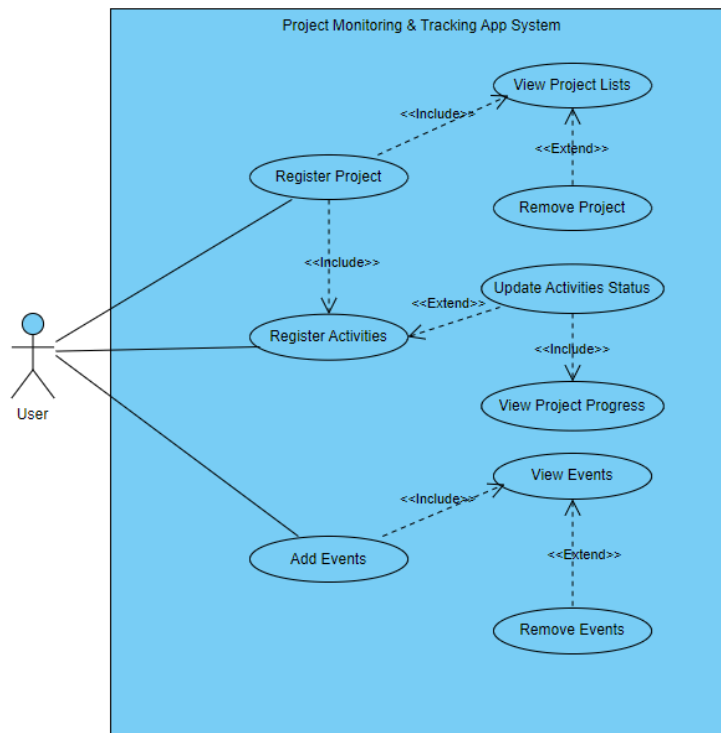 Project Monitoring & Tracking App System
View Project Lists
<<Include>>
<<Extend>>
Register Project
Remove Project
<<Include>>
Update Activities Status
<<Extend>>
Register Activities
<<Include>>
User
View Project Progress
View Events
<<Include>>
Add Events
<<Extend>>
Remove Events